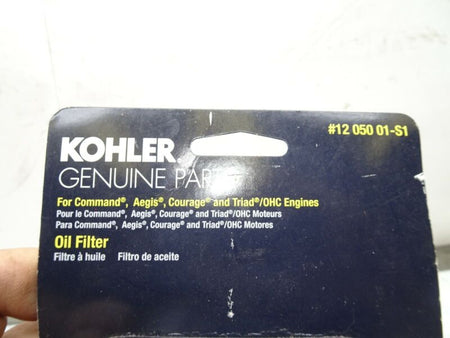 #12 050 01-S1
KOHLER®
GENUINE PAR
For Command®, Aegis®, Courage® and Triad®/OHC Engines
Pour le Command®, Aegis®, Courage® and Triad®/OHC Moteurs
Para Command®, Aegis®, Courage® and Triad®/OHC Motores
Oil Filter
Filtre à huile Filtro de aceite